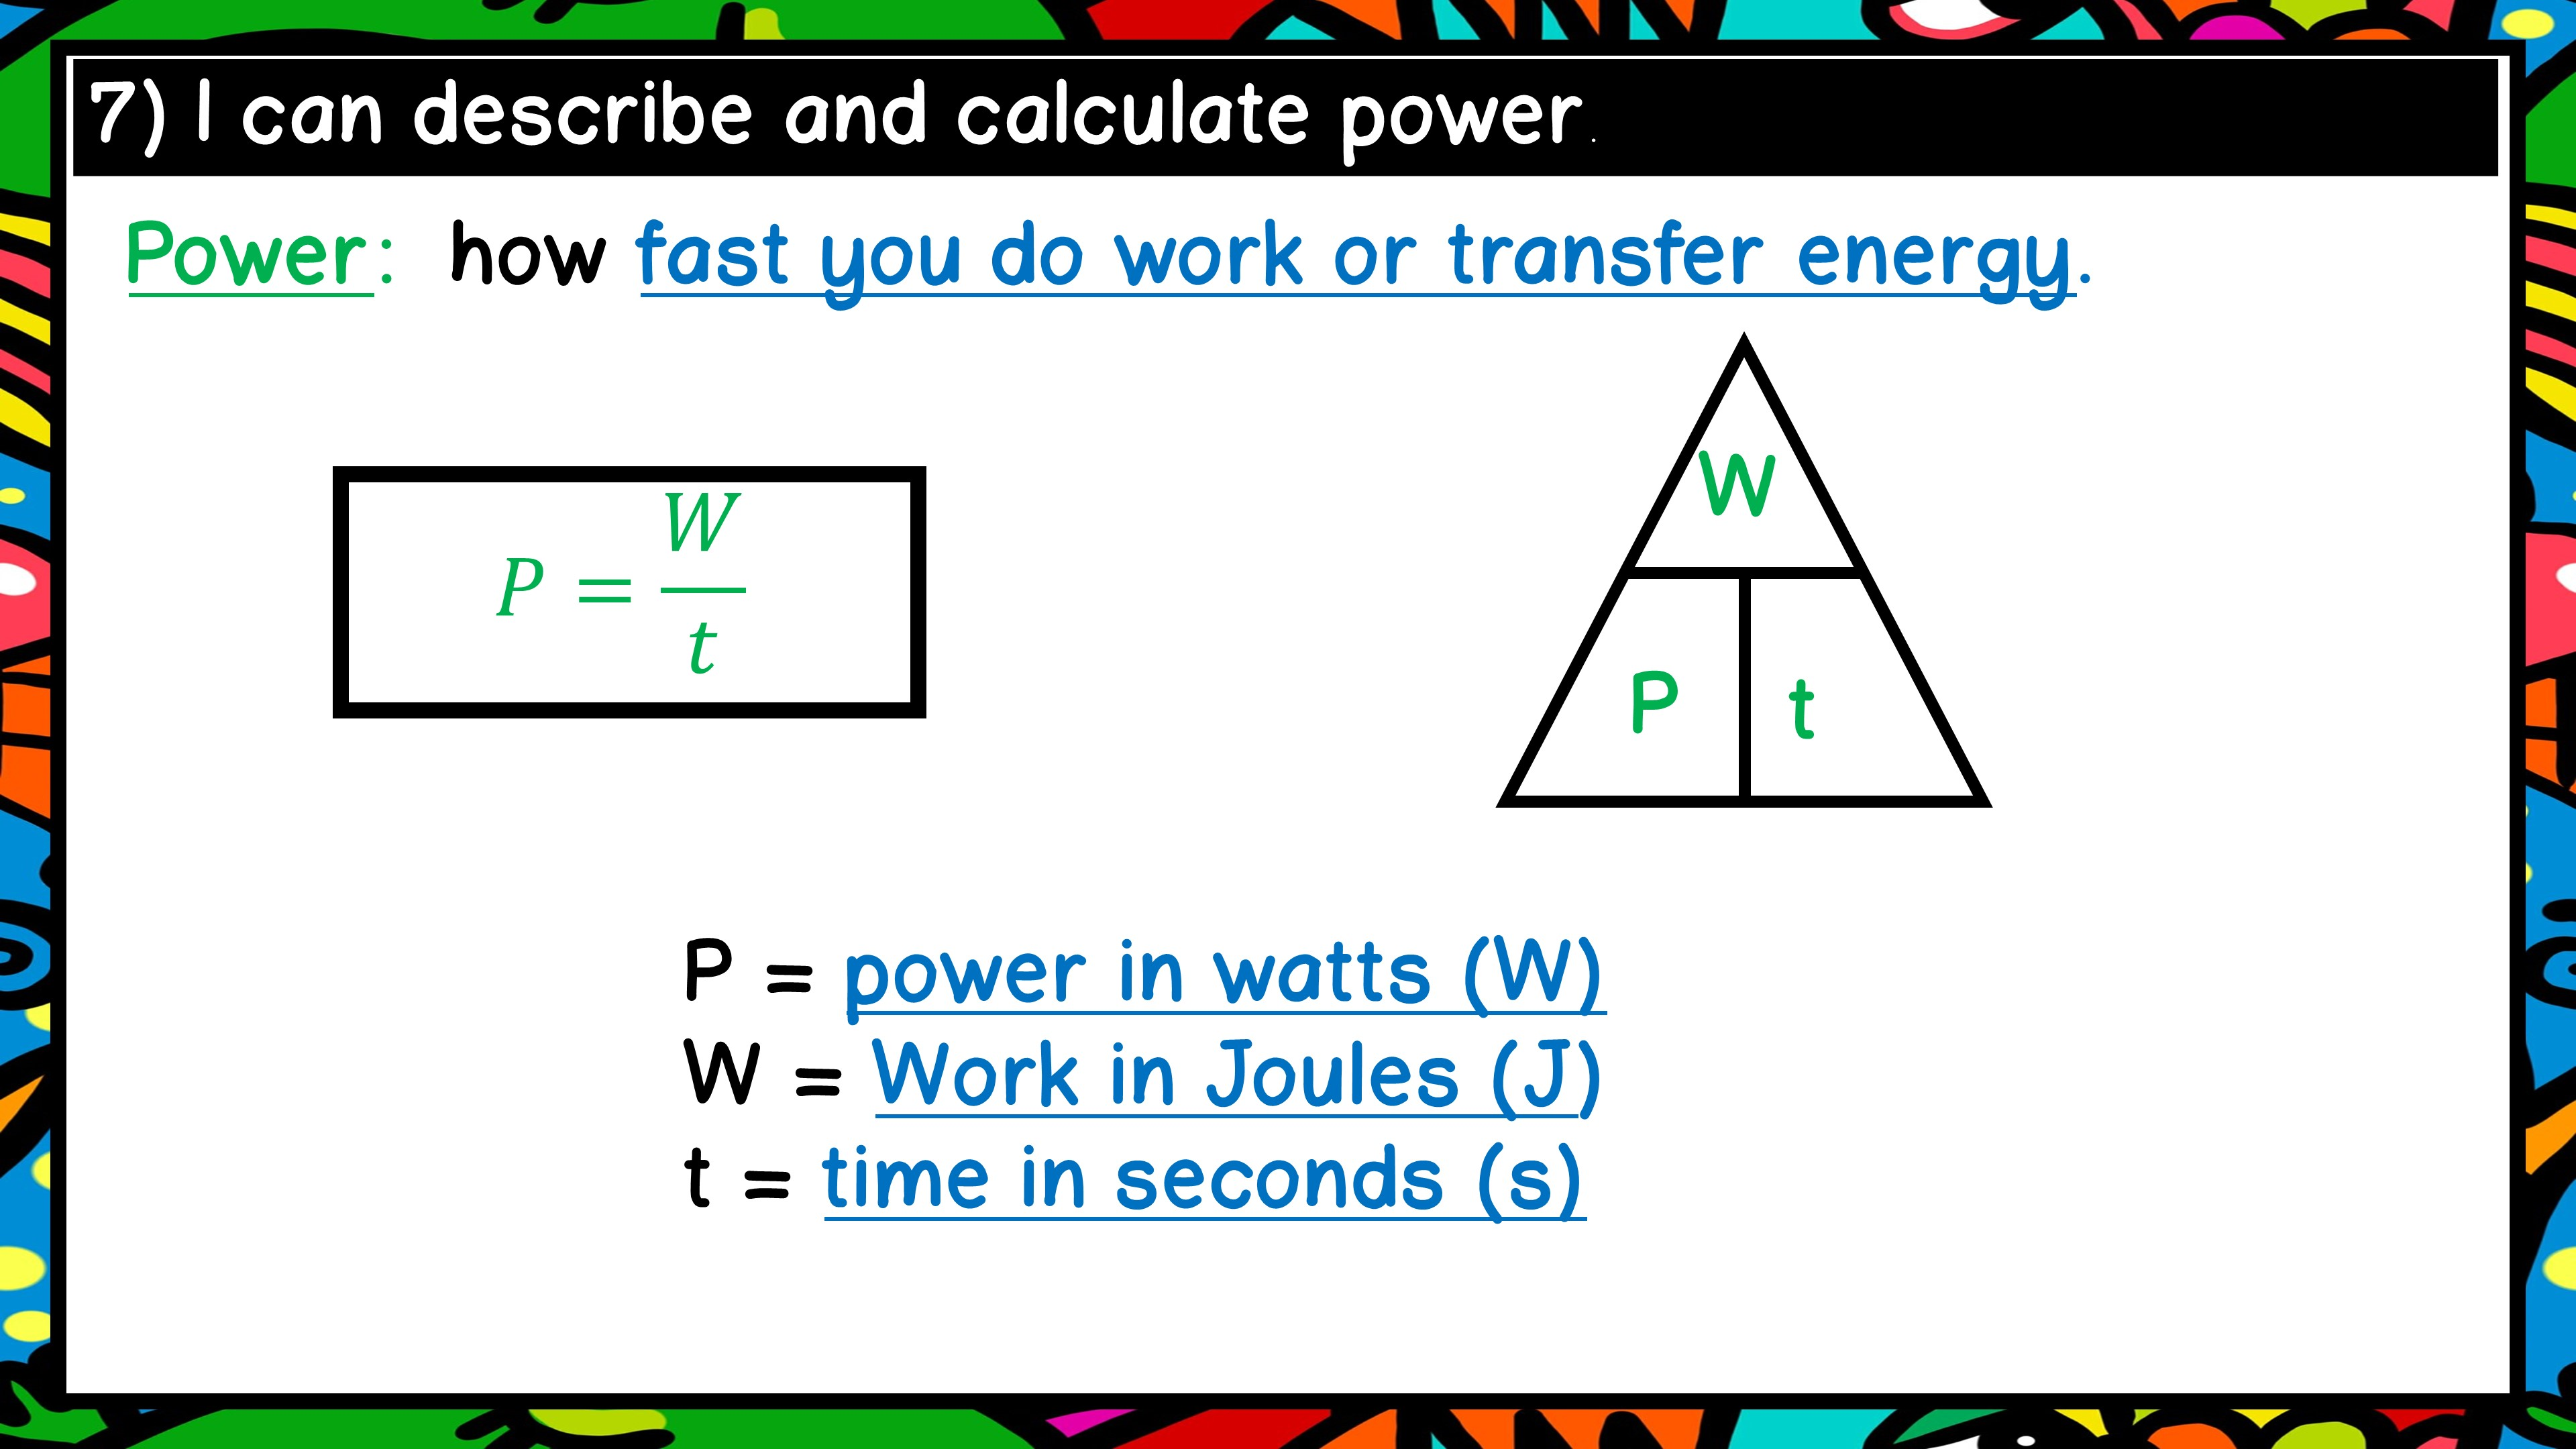 7) I can describe and calculate power.
Power: how fast you do work or transfer energy.
P = W/t
W
P t
P = power in watts (W)
W = Work in Joules (J)
t = time in seconds (s)